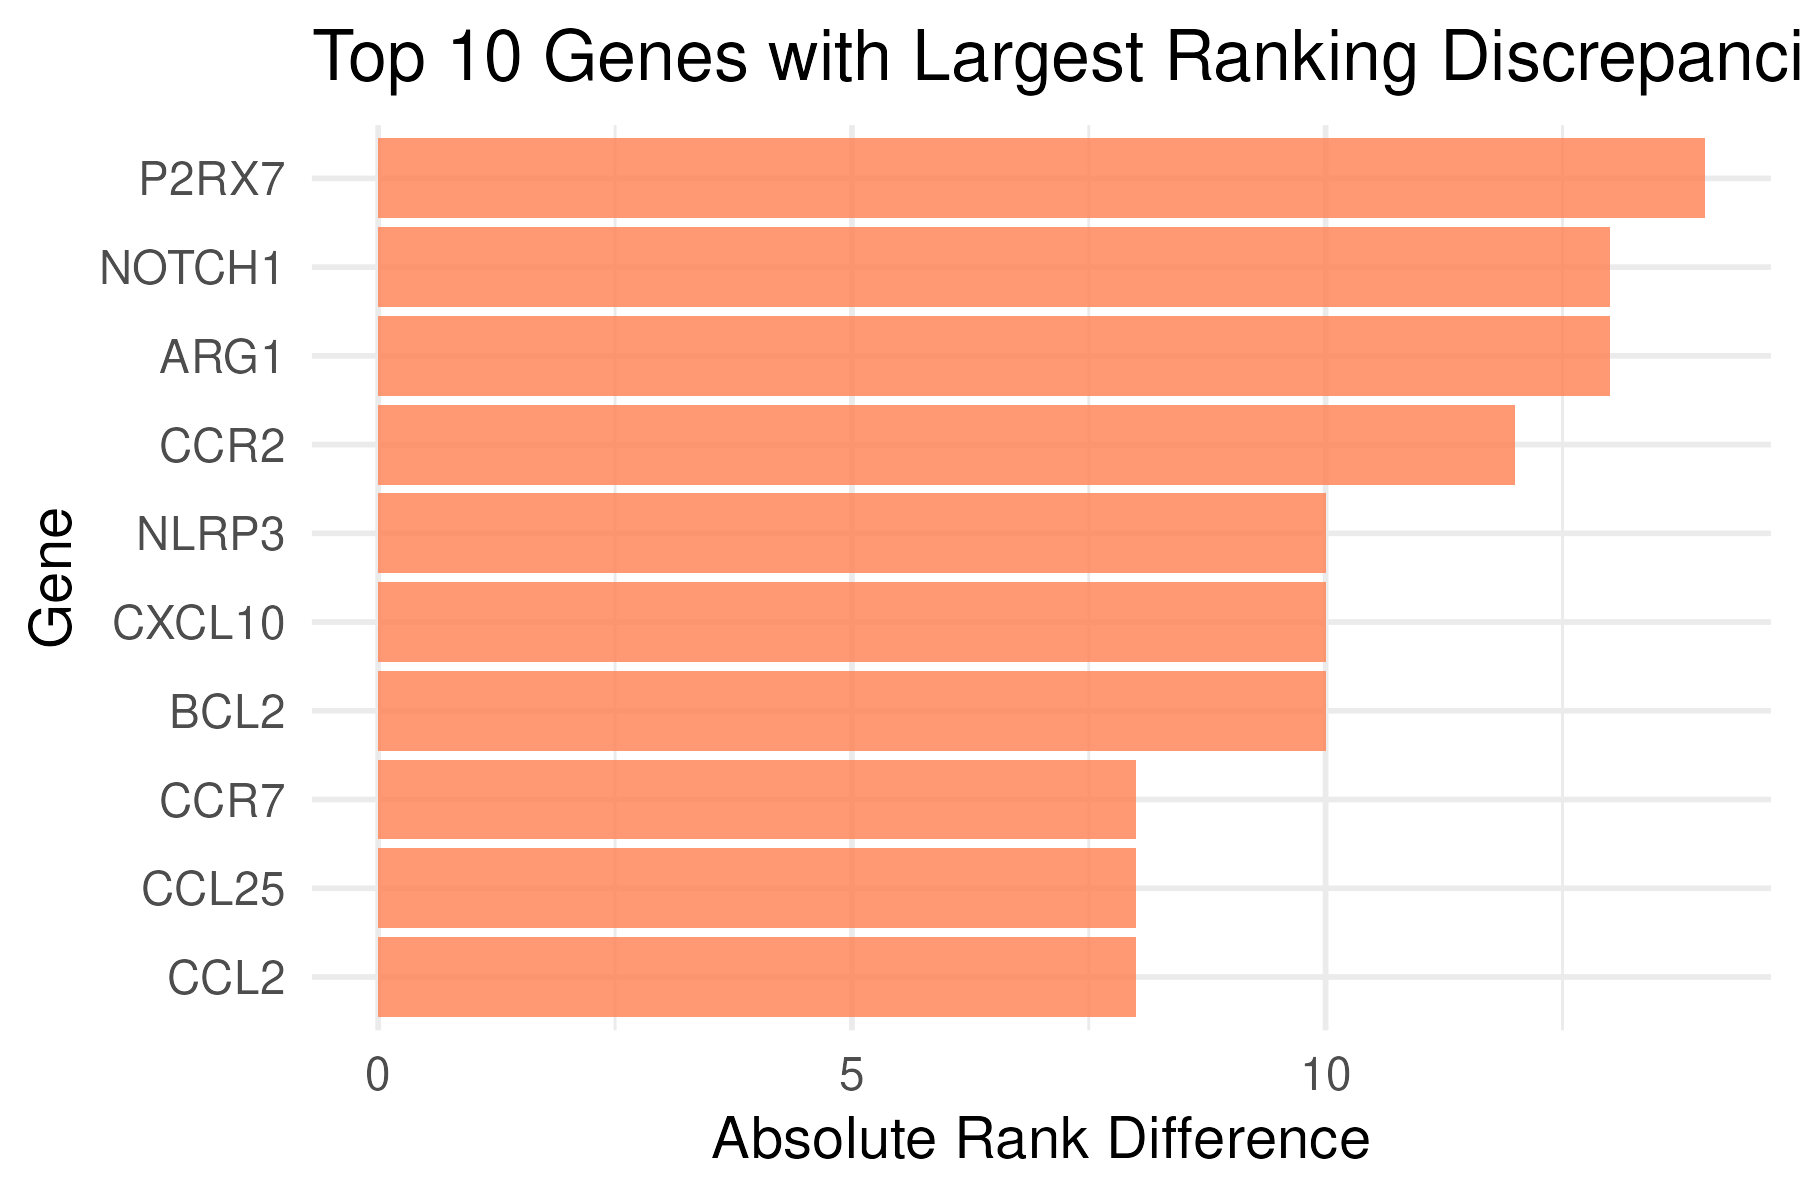 Top 10 Genes with Largest Ranking Discrepanci
P2RX7
NOTCH1
ARG1
CCR2
NLRP3
CXCL10
BCL2
CCR7
CCL25
CCL2
Gene
0 5 10
Absolute Rank Difference